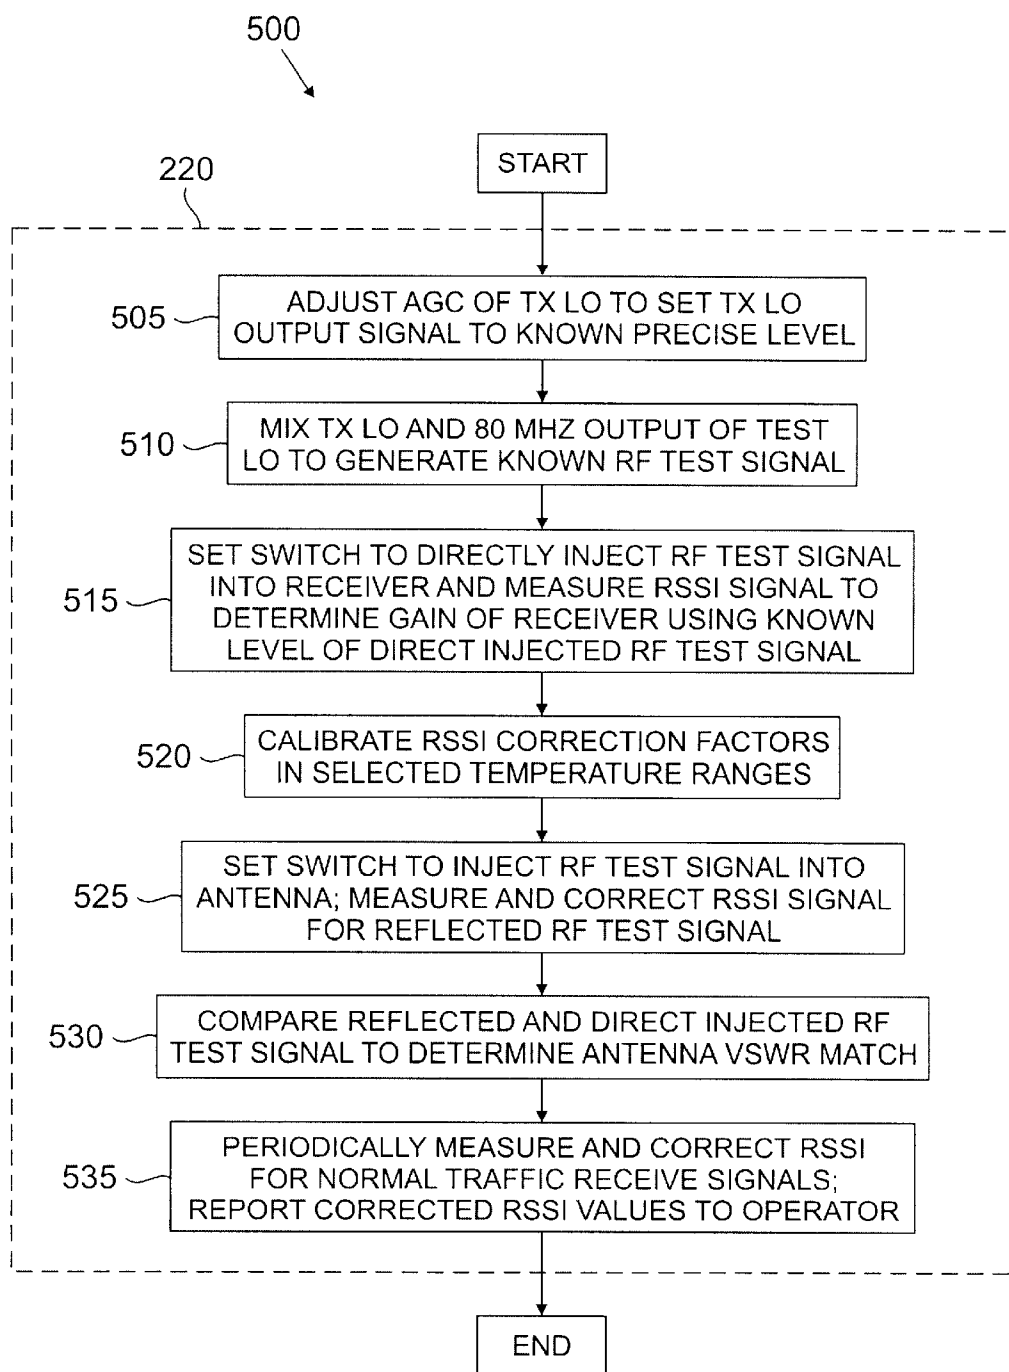 500
START
220
505
ADJUST AGC OF TX LO TO SET TX LO
OUTPUT SIGNAL TO KNOWN PRECISE LEVEL
510
MIX TX LO AND 80 MHZ OUTPUT OF TEST
LO TO GENERATE KNOWN RF TEST SIGNAL
515
SET SWITCH TO DIRECTLY INJECT RF TEST SIGNAL
INTO RECEIVER AND MEASURE RSSI SIGNAL TO
DETERMINE GAIN OF RECEIVER USING KNOWN
LEVEL OF DIRECT INJECTED RF TEST SIGNAL
520
CALIBRATE RSSI CORRECTION FACTORS
IN SELECTED TEMPERATURE RANGES
525
SET SWITCH TO INJECT RF TEST SIGNAL INTO
ANTENNA; MEASURE AND CORRECT RSSI SIGNAL
FOR REFLECTED RF TEST SIGNAL
530
COMPARE REFLECTED AND DIRECT INJECTED RF
TEST SIGNAL TO DETERMINE ANTENNA VSWR MATCH
535
PERIODICALLY MEASURE AND CORRECT RSSI
FOR NORMAL TRAFFIC RECEIVE SIGNALS;
REPORT CORRECTED RSSI VALUES TO OPERATOR
END